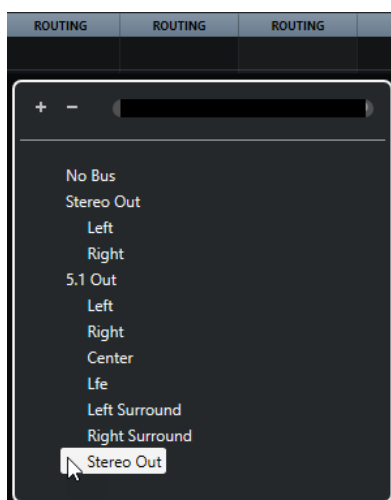 ROUTING ROUTING ROUTING
+ −
No Bus
Stereo Out
Left
Right
5.1 Out
Left
Right
Center
Lfe
Left Surround
Right Surround
Stereo Out